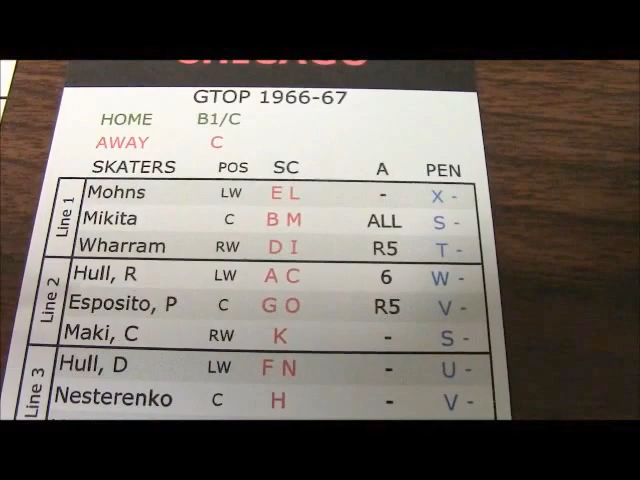 CHICAGO
GTOP 1966-67
HOME B1/C
AWAY C
SKATERS POS SC A PEN
Line 1
Mohns LW E L - X -
Mikita C B M ALL S -
Wharram RW D I R5 T -
Line 2
Hull, R LW A C 6 W -
Esposito, P C G O R5 V -
Maki, C RW K - S -
Line 3
Hull, D LW F N - U -
Nesterenko C H - V -